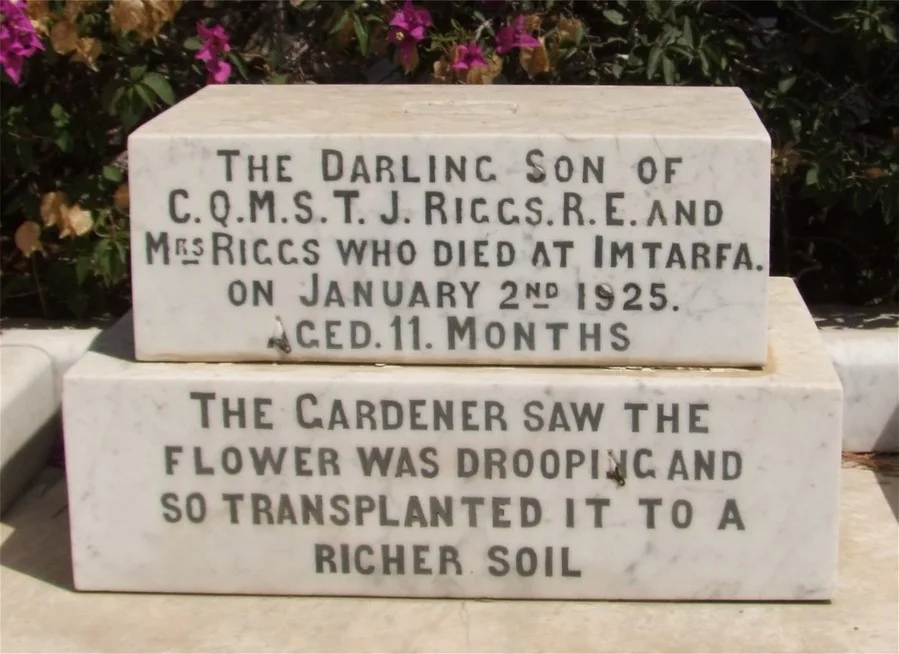 THE DARLING SON OF
C.Q.M.S.T.J. RIGGS.R.E. AND
MRS RIGGS WHO DIED AT IMTARFA.
ON JANUARY 2ND 1925.
AGED. 11. MONTHS
THE GARDENER SAW THE
FLOWER WAS DROOPING AND
SO TRANSPLANTED IT TO A
RICHER SOIL